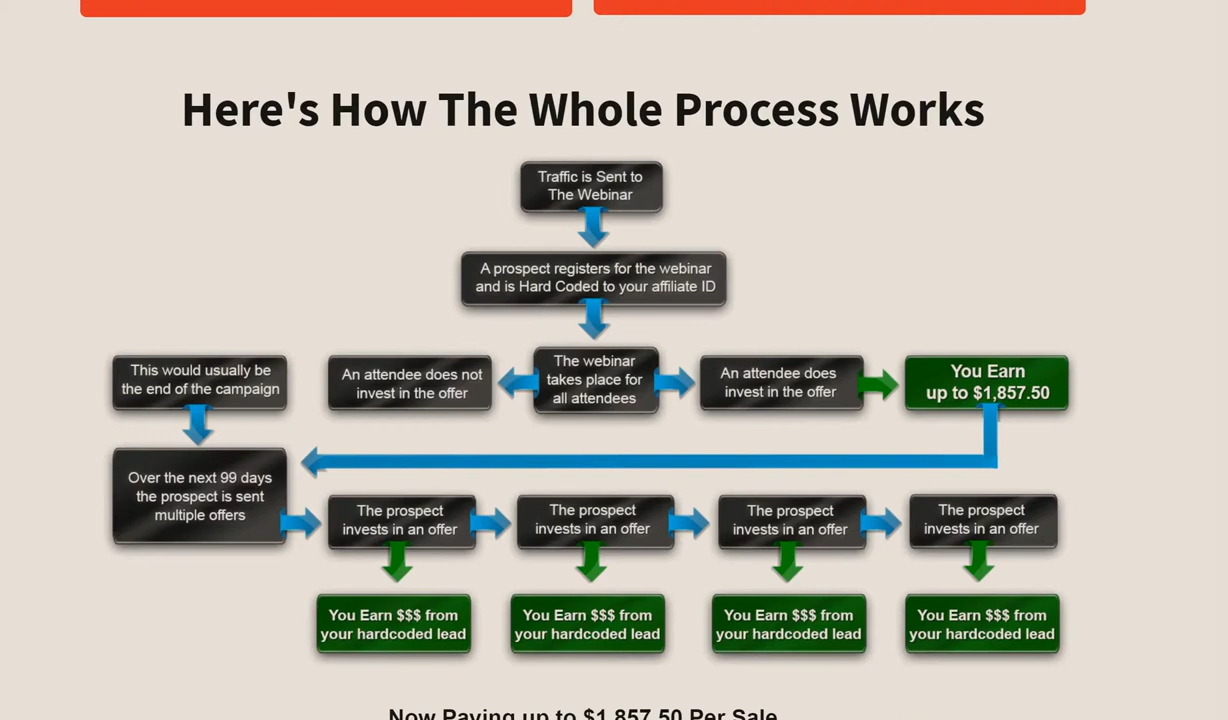 Here's How The Whole Process Works
Traffic is Sent to
The Webinar
A prospect registers for the webinar
and is Hard Coded to your affiliate ID
This would usually be
the end of the campaign
An attendee does not
invest in the offer
The webinar
takes place for
all attendees
An attendee does
invest in the offer
You Earn
up to $1,857.50
Over the next 99 days
the prospect is sent
multiple offers
The prospect
invests in an offer
The prospect
invests in an offer
The prospect
invests in an offer
The prospect
invests in an offer
You Earn $$$ from
your hardcoded lead
You Earn $$$ from
your hardcoded lead
You Earn $$$ from
your hardcoded lead
You Earn $$$ from
your hardcoded lead
Now Paying up to $1,857.50 Per Sale